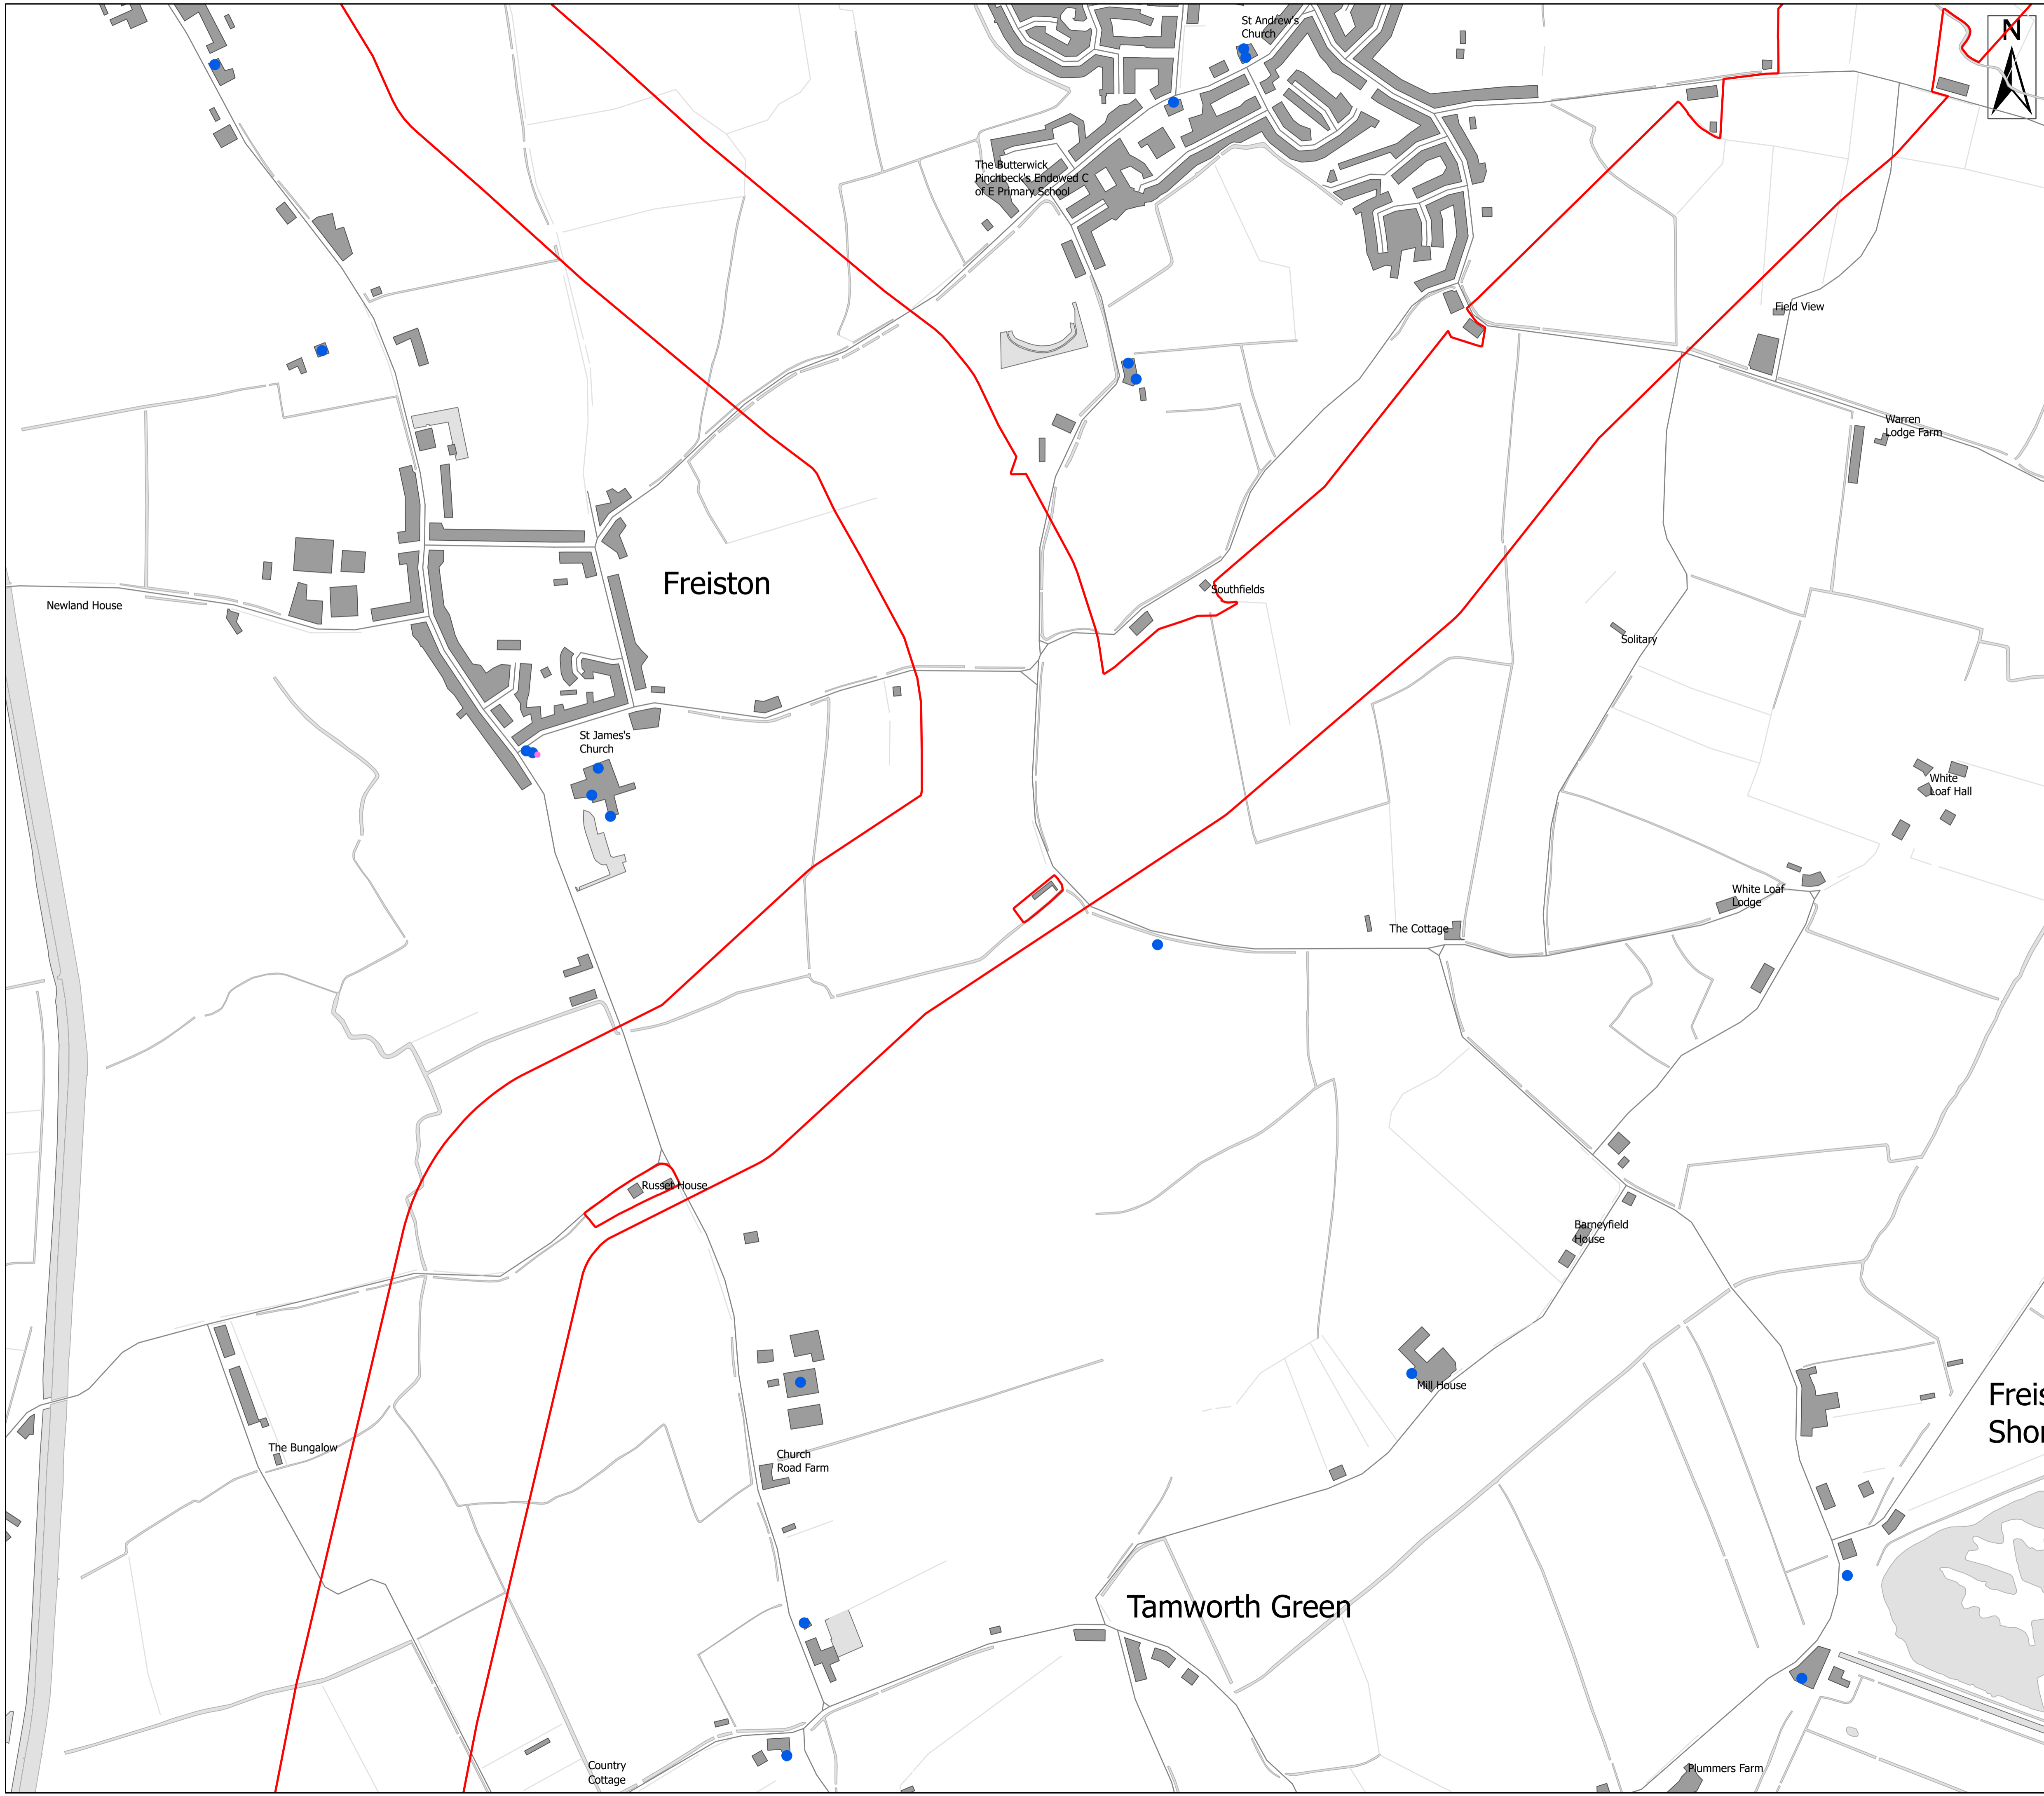 St Andrew's
Church
N
The Butterwick
Pinchbeck's Endowed C
of E Primary School
Field View
Warren
Lodge Farm
Freiston
Newland House
Southfields
Solitary
St James's
Church
White
Loaf Hall
White Loaf
Lodge
The Cottage
Russet House
Barneyfield
House
Mill House
Freis
Shor
The Bungalow
Church
Road Farm
Tamworth Green
Country
Cottage
Plummers Farm